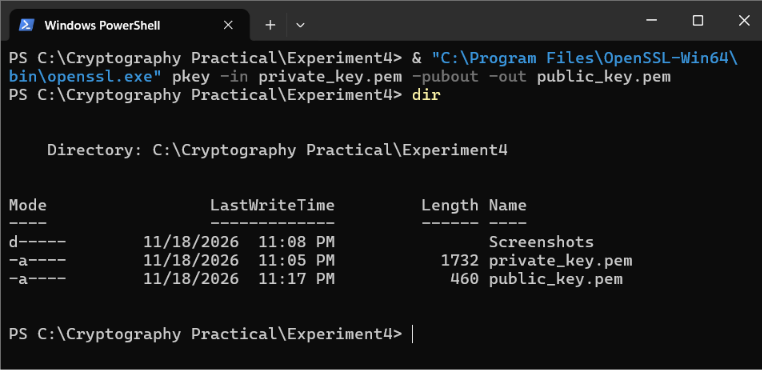 Windows PowerShell
PS C:\Cryptography Practical\Experiment4> & "C:\Program Files\OpenSSL-Win64\
bin\openssl.exe" pkey -in private_key.pem -pubout -out public_key.pem
PS C:\Cryptography Practical\Experiment4> dir
Directory: C:\Cryptography Practical\Experiment4
Mode LastWriteTime Length Name
---- ------------- ------ ----
d----- 11/18/2026 11:08 PM Screenshots
-a---- 11/18/2026 11:05 PM 1732 private_key.pem
-a---- 11/18/2026 11:17 PM 460 public_key.pem
PS C:\Cryptography Practical\Experiment4>